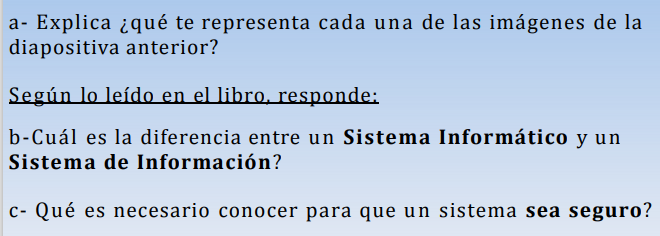 a- Explica ¿qué te representa cada una de las imágenes de la
diapositiva anterior?
Según lo leído en el libro, responde:
b-Cuál es la diferencia entre un Sistema Informático y un
Sistema de Información?
c- Qué es necesario conocer para que un sistema sea seguro?